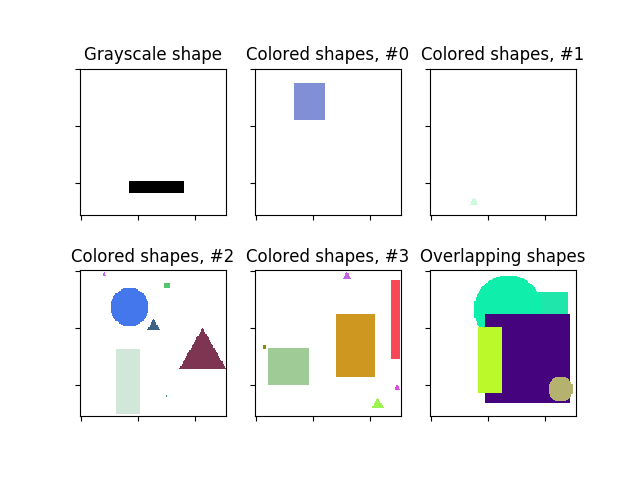 Grayscale shape
Colored shapes, #0
Colored shapes, #1
Colored shapes, #2
Colored shapes, #3
Overlapping shapes